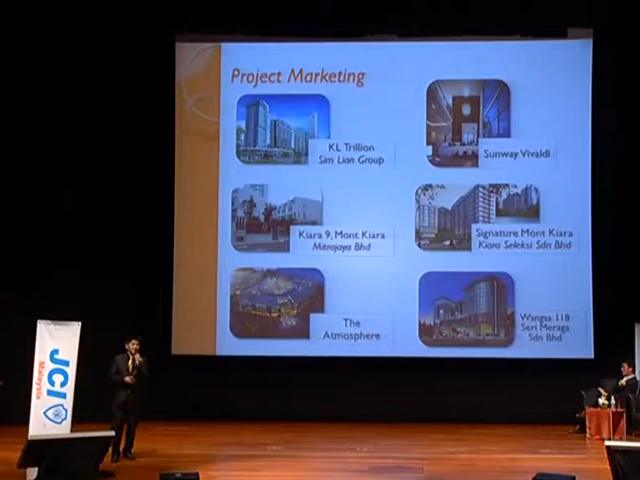 Project Marketing
KL Trillion
Sim Lian Group
Sunway Vivaldi
Kiara 9, Mont Kiara
Mitrajaya Bhd
Signature Mont Kiara
Kiara Seleksi Sdn Bhd
The
Atmosphere
Wangsa 118
Seri Meraga
Sdn Bhd
JCI
Malaysia